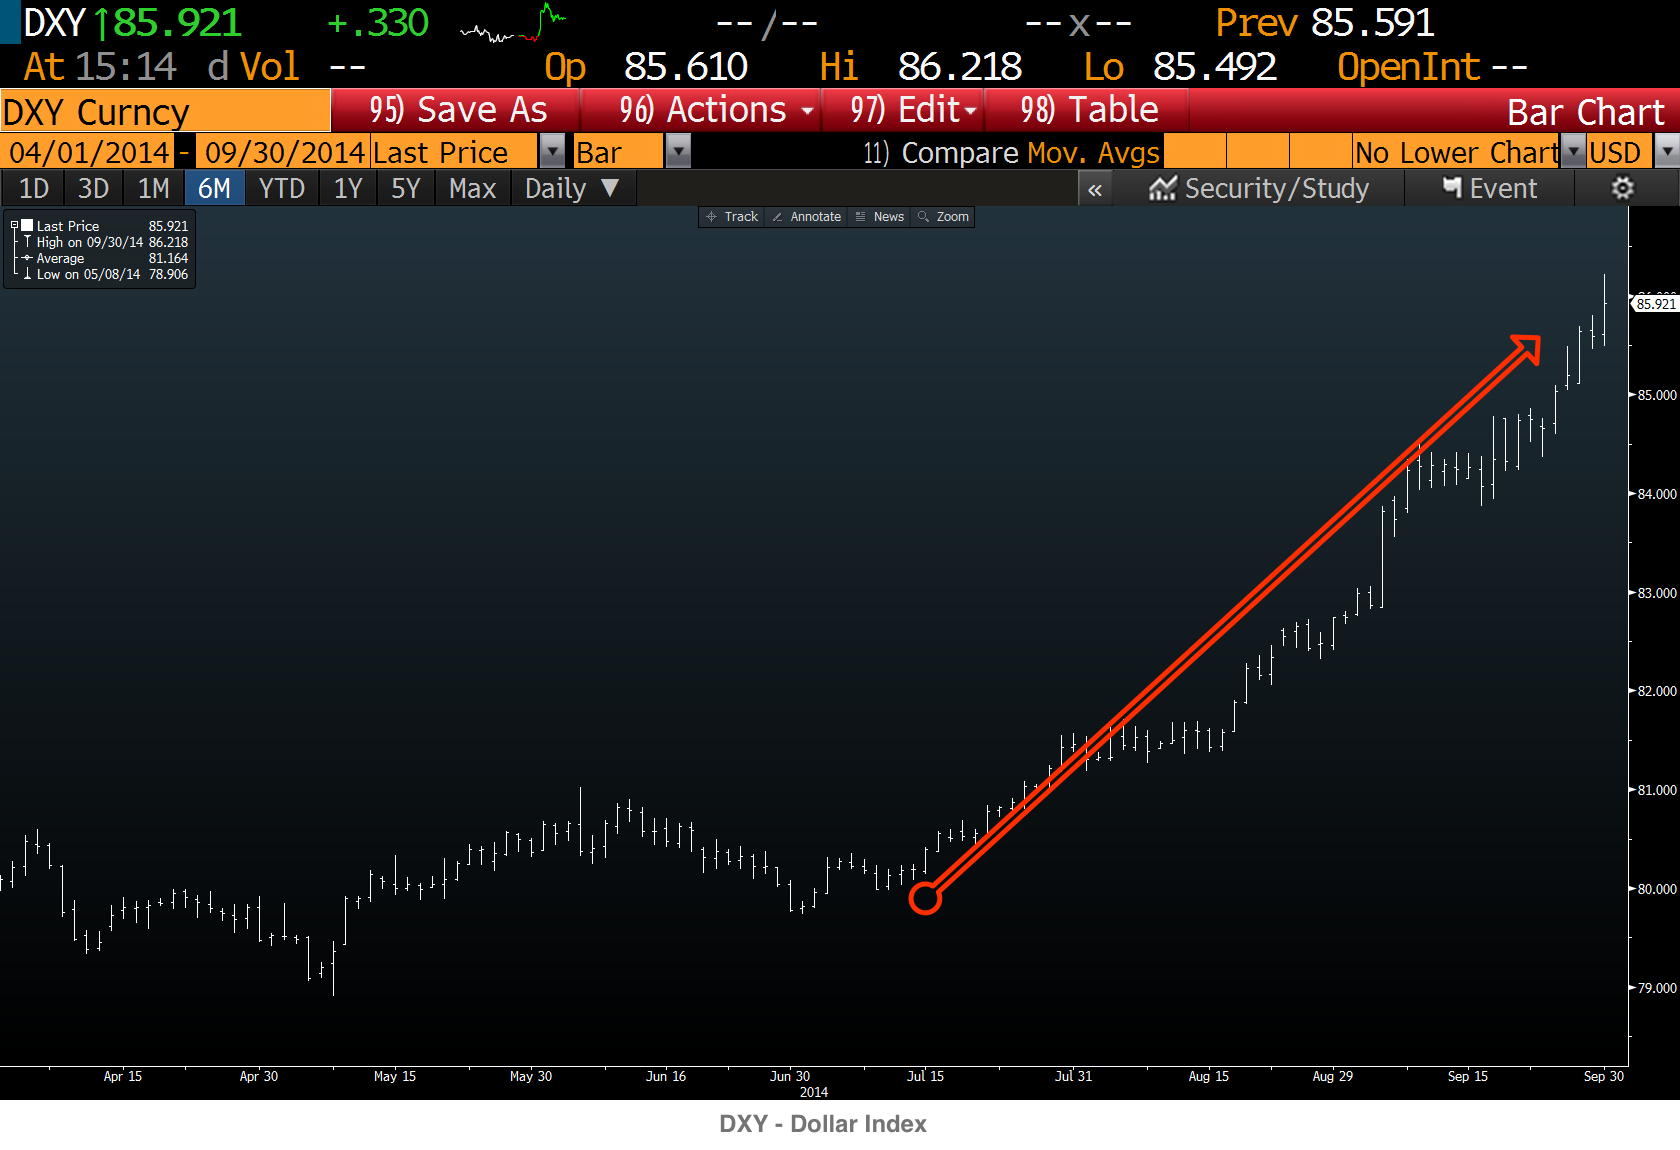 DXY ↑85.921 +.330 -- / -- -- x -- Prev 85.591
At 15:14 d Vol -- Op 85.610 Hi 86.218 Lo 85.492 OpenInt --
DXY Curncy 95) Save As 96) Actions 97) Edit 98) Table Bar Chart
04/01/2014 - 09/30/2014 Last Price Bar 11) Compare Mov. Avgs No Lower Chart USD
1D 3D 1M 6M YTD 1Y 5Y Max Daily ▼ « Security/Study Event
Track Annotate News Zoom
Last Price 85.921
High on 09/30/14 86.218
Average 81.164
Low on 05/08/14 78.906
85.921
85.000
84.000
83.000
82.000
81.000
80.000
79.000
Apr 15 Apr 30 May 15 May 30 Jun 16 Jun 30 Jul 15 Jul 31 Aug 15 Aug 29 Sep 15 Sep 30
2014
DXY - Dollar Index